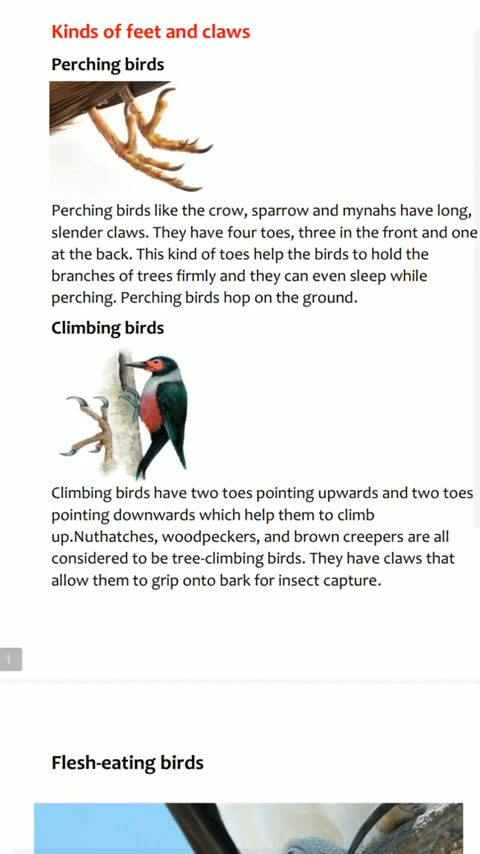 Kinds of feet and claws
Perching birds
Perching birds like the crow, sparrow and mynahs have long,
slender claws. They have four toes, three in the front and one
at the back. This kind of toes help the birds to hold the
branches of trees firmly and they can even sleep while
perching. Perching birds hop on the ground.
Climbing birds
Climbing birds have two toes pointing upwards and two toes
pointing downwards which help them to climb
up.Nuthatches, woodpeckers, and brown creepers are all
considered to be tree-climbing birds. They have claws that
allow them to grip onto bark for insect capture.
1
Flesh-eating birds